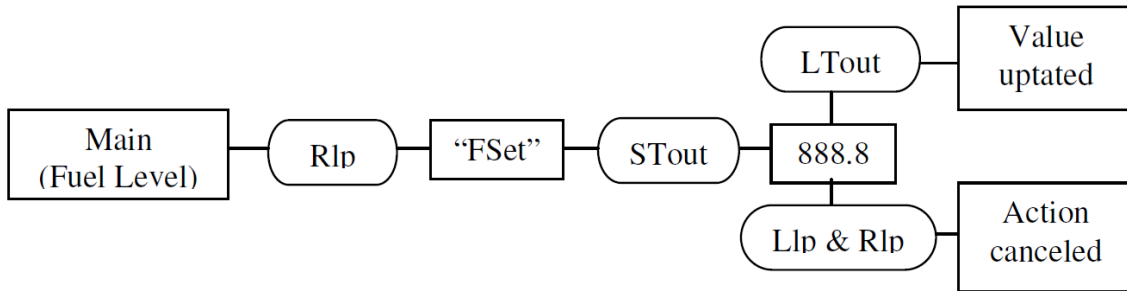 Main
(Fuel Level)
Rlp
“FSet”
STout
888.8
LTout
Value
uptated
Llp & Rlp
Action
canceled